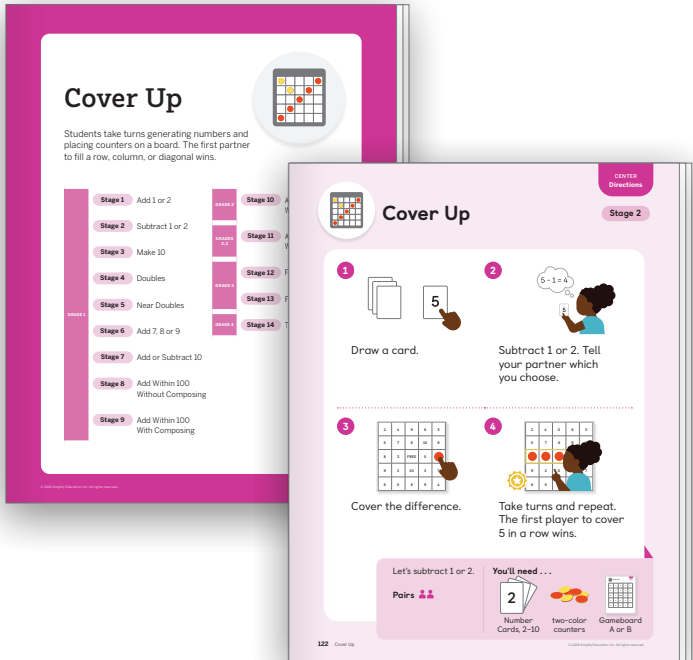 Cover Up
Students take turns generating numbers and
placing counters on a board. The first partner
to fill a row, column, or diagonal wins.
GRADE 1
Stage 1 Add 1 or 2
Stage 2 Subtract 1 or 2
Stage 3 Make 10
Stage 4 Doubles
Stage 5 Near Doubles
Stage 6 Add 7, 8 or 9
Stage 7 Add or Subtract 10
Stage 8 Add Within 100
Without Composing
Stage 9 Add Within 100
With Composing
GRADE 2
Stage 10
GRADES
2,3
Stage 11
GRADE 3
Stage 12
Stage 13
GRADE 4
Stage 14
CENTER
Directions
Cover Up
Stage 2
1
5
Draw a card.
2
5 - 1 = 4
5
Subtract 1 or 2. Tell
your partner which
you choose.
3
FREE
Cover the difference.
4
Take turns and repeat.
The first player to cover
5 in a row wins.
Let's subtract 1 or 2.
Pairs
You'll need . . .
2
Number
Cards, 2–10
two-color
counters
Gameboard
A or B
122 Cover Up